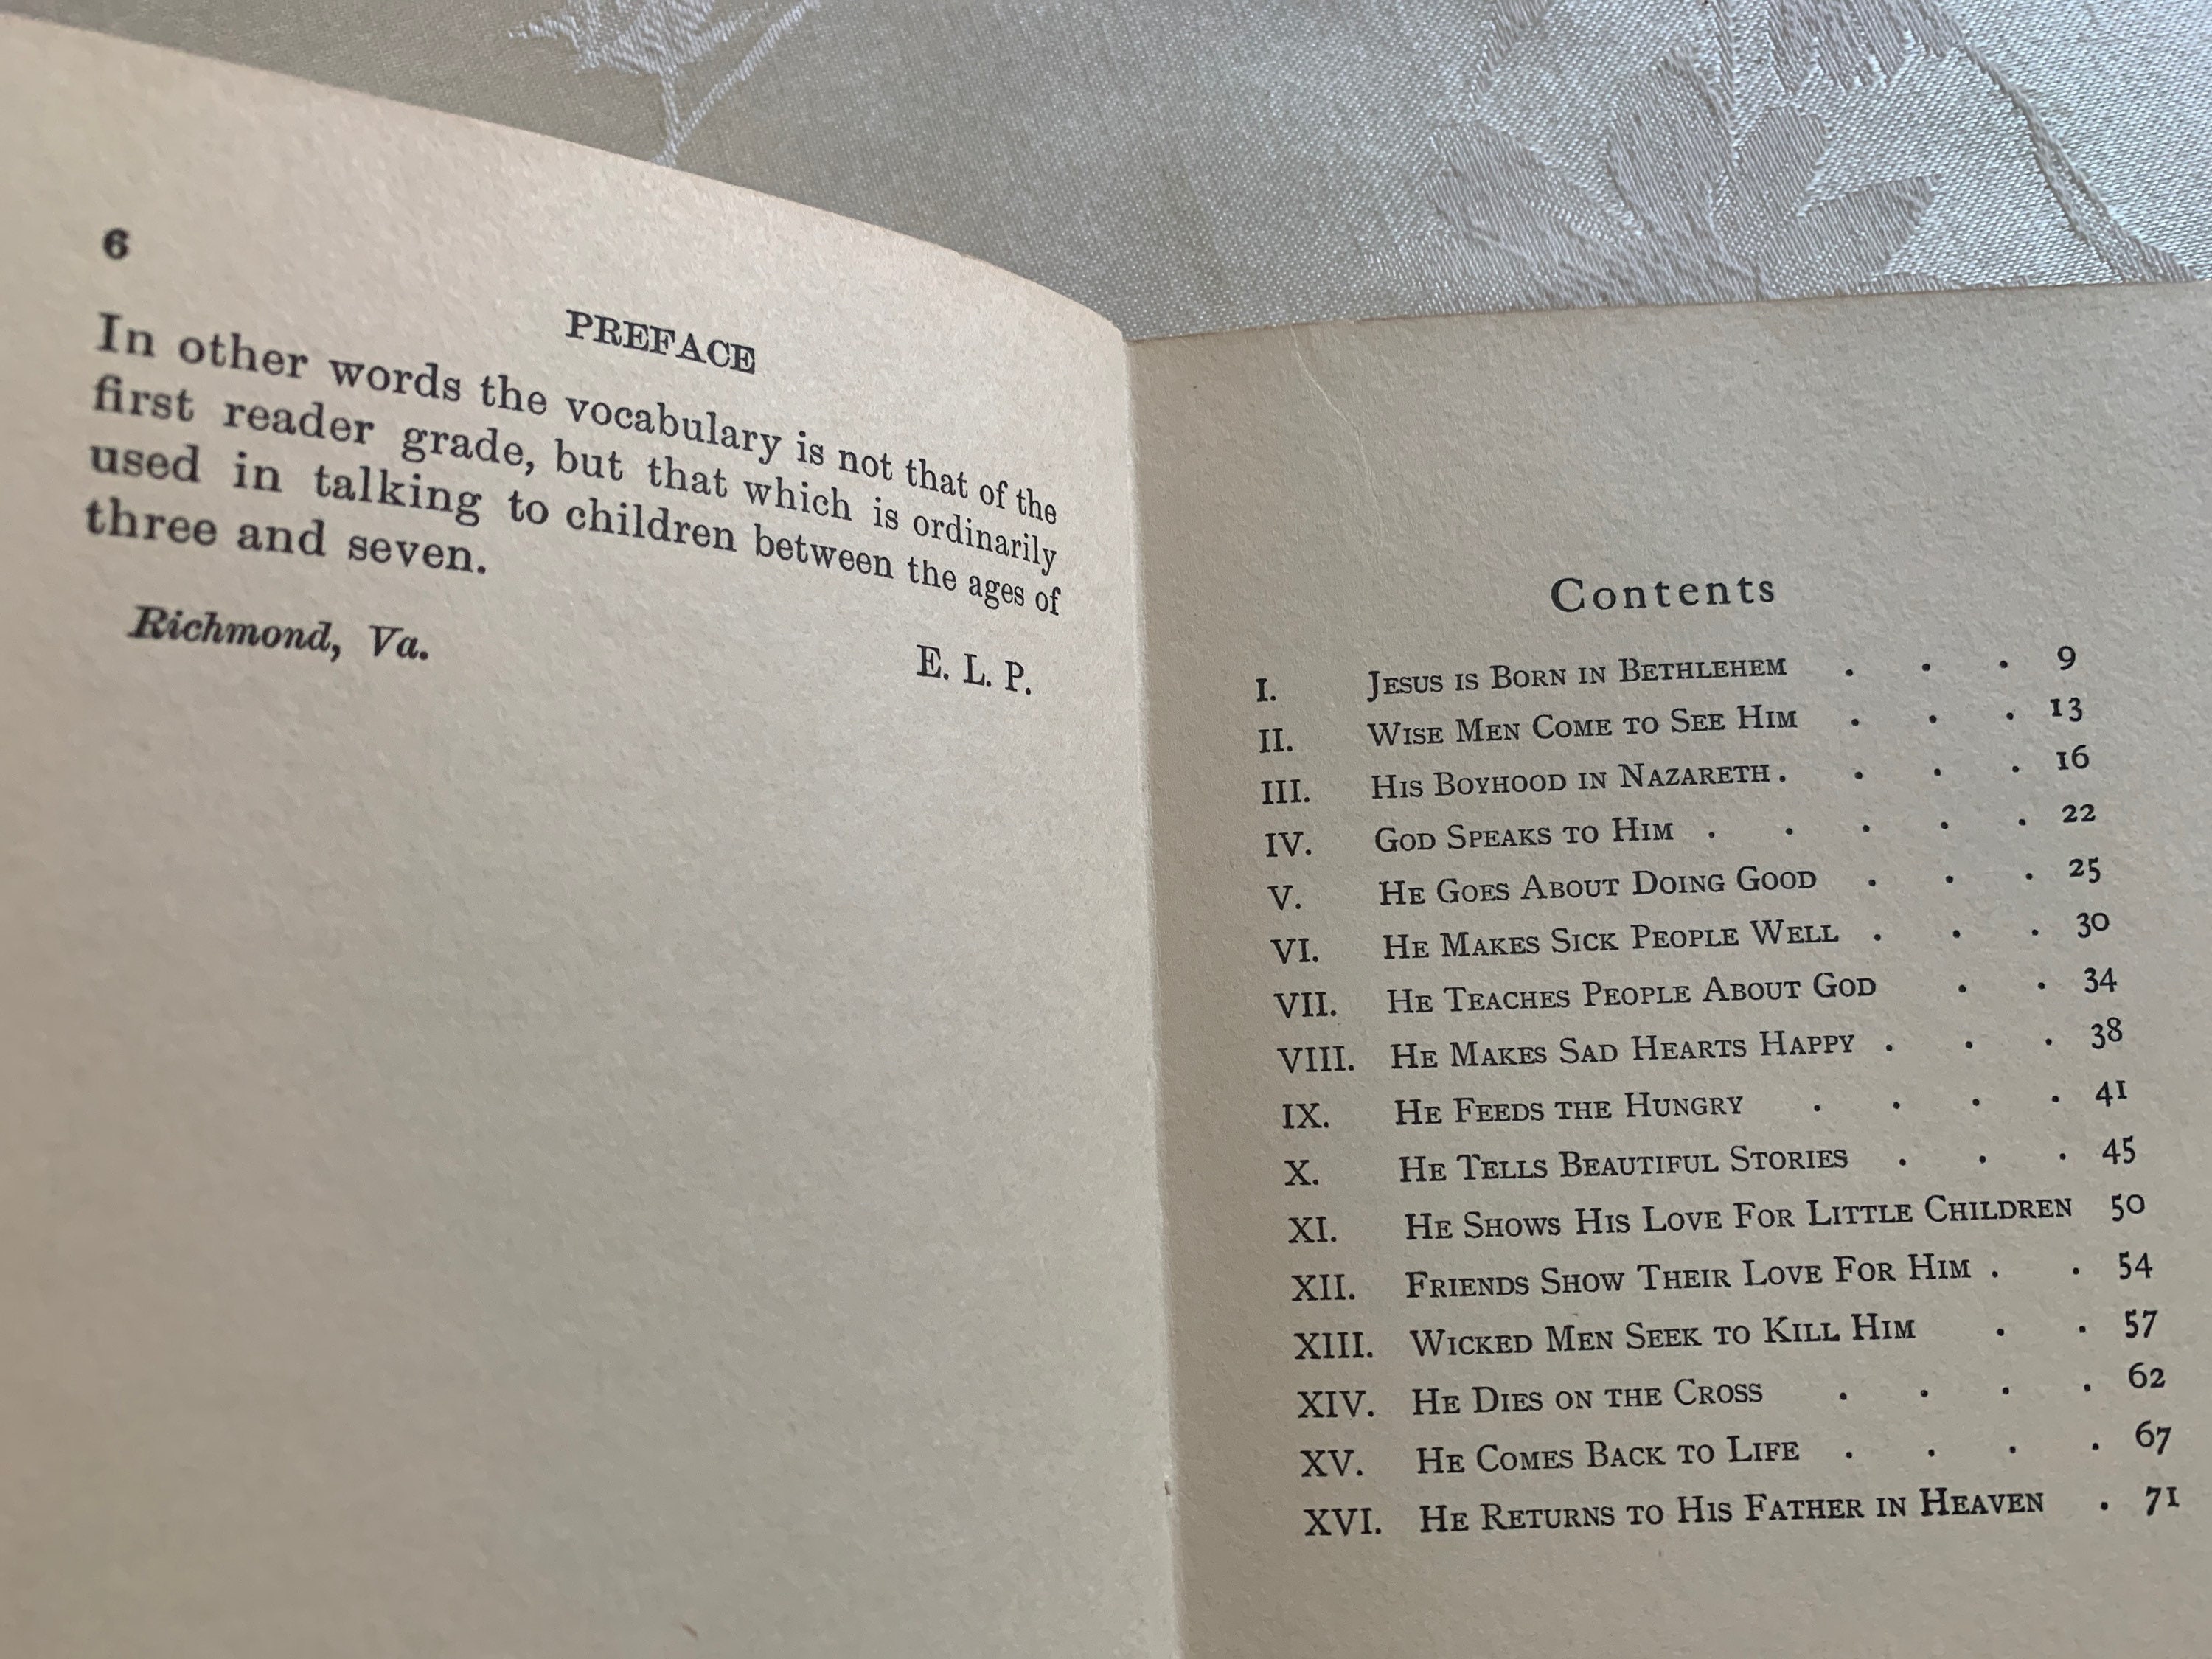 6
PREFACE
In other words the vocabulary is not that of the
first reader grade, but that which is ordinarily
used in talking to children between the ages of
three and seven.
E. L. P.
Richmond, Va.
Contents
I. JESUS IS BORN IN BETHLEHEM . . . 9
II. WISE MEN COME TO SEE HIM . . . 13
III. HIS BOYHOOD IN NAZARETH . . . . 16
IV. GOD SPEAKS TO HIM . . . . . 22
V. HE GOES ABOUT DOING GOOD . . . 25
VI. HE MAKES SICK PEOPLE WELL . . . 30
VII. HE TEACHES PEOPLE ABOUT GOD . . 34
VIII. HE MAKES SAD HEARTS HAPPY . . . 38
IX. HE FEEDS THE HUNGRY . . . . 41
X. HE TELLS BEAUTIFUL STORIES . . . 45
XI. HE SHOWS HIS LOVE FOR LITTLE CHILDREN 50
XII. FRIENDS SHOW THEIR LOVE FOR HIM . . 54
XIII. WICKED MEN SEEK TO KILL HIM . . 57
XIV. HE DIES ON THE CROSS . . . . 62
XV. HE COMES BACK TO LIFE . . . . 67
XVI. HE RETURNS TO HIS FATHER IN HEAVEN . 71